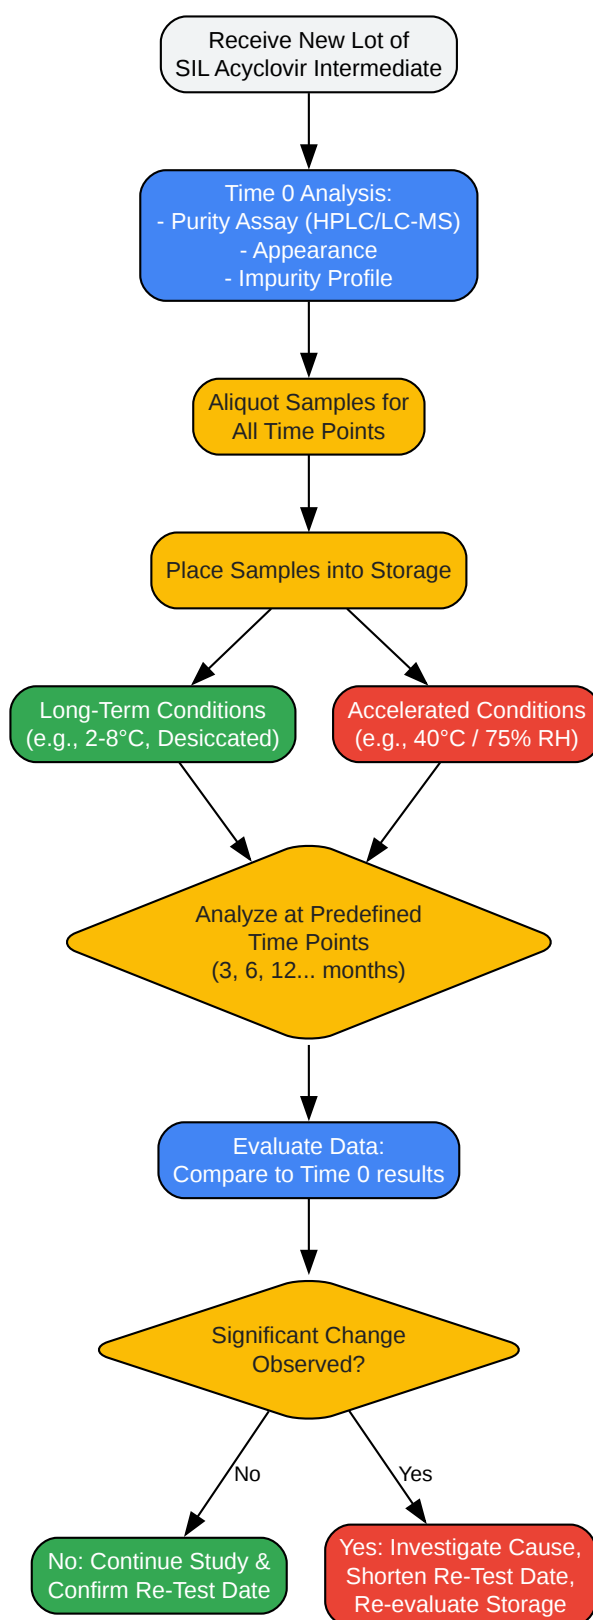 Receive New Lot of
SIL Acyclovir Intermediate
Time 0 Analysis:
- Purity Assay (HPLC/LC-MS)
- Appearance
- Impurity Profile
Aliquot Samples for
All Time Points
Place Samples into Storage
Long-Term Conditions
(e.g., 2-8°C, Desiccated)
Accelerated Conditions
(e.g., 40°C / 75% RH)
Analyze at Predefined
Time Points
(3, 6, 12... months)
Evaluate Data:
Compare to Time 0 results
Significant Change
Observed?
No
Yes
No: Continue Study &
Confirm Re-Test Date
Yes: Investigate Cause,
Shorten Re-Test Date,
Re-evaluate Storage